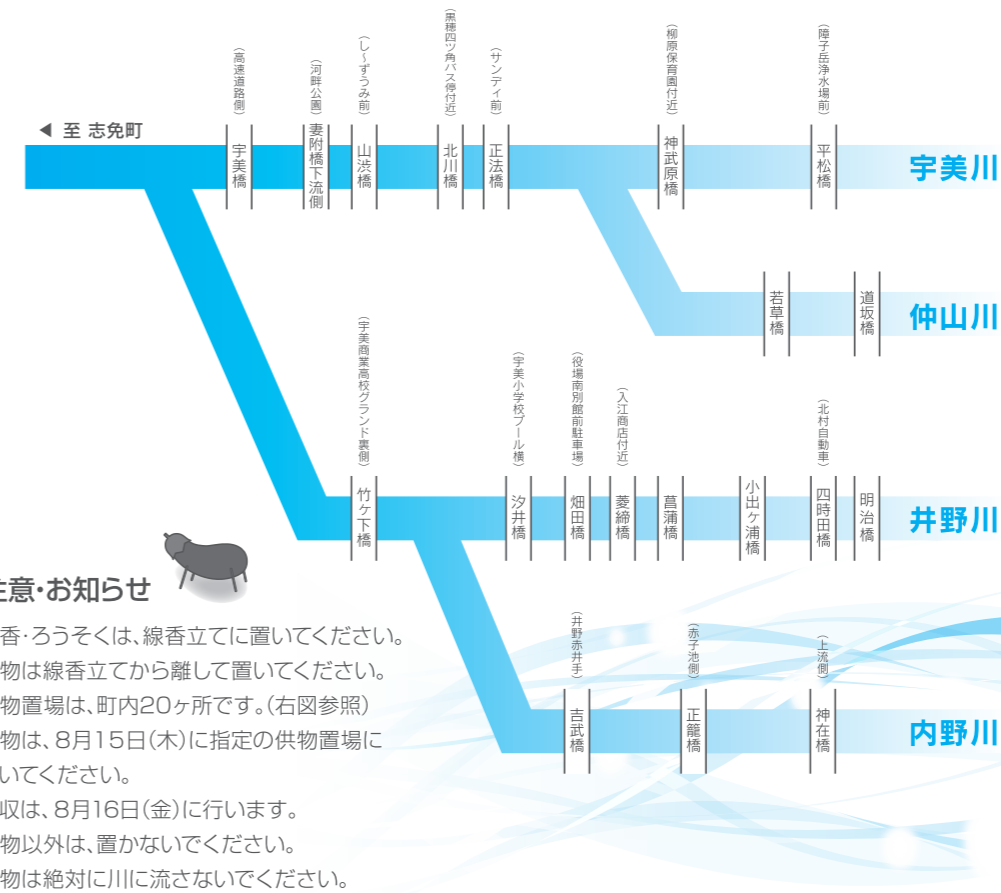 ◀ 至 志免町
(高速道路側)
宇美橋
(河畔公園)
妻附橋下流側
(し~ずうみ前)
山渋橋
(黒穂四ツ角バス停付近)
北川橋
(サンディ前)
正法橋
(柳原保育園付近)
神武原橋
(障子岳浄水場前)
平松橋
宇美川
若草橋
道坂橋
仲山川
(宇美商業高校グランド裏側)
竹ヶ下橋
(宇美小学校プール横)
汐井橋
(役場南別館前駐車場)
畑田橋
(入江商店付近)
菱締橋
菖蒲橋
小出ヶ浦橋
(北村自動車)
四時田橋
明治橋
井野川
(井野赤井手)
吉武橋
(赤子池側)
正籠橋
(上流側)
神在橋
内野川
注意・お知らせ
香・ろうそくは、線香立てに置いてください。
物は線香立てから離して置いてください。
物置場は、町内20ヶ所です。(右図参照)
物は、8月15日(木)に指定の供物置場に
いてください。
収は、8月16日(金)に行います。
物以外は、置かないでください。
物は絶対に川に流さないでください。